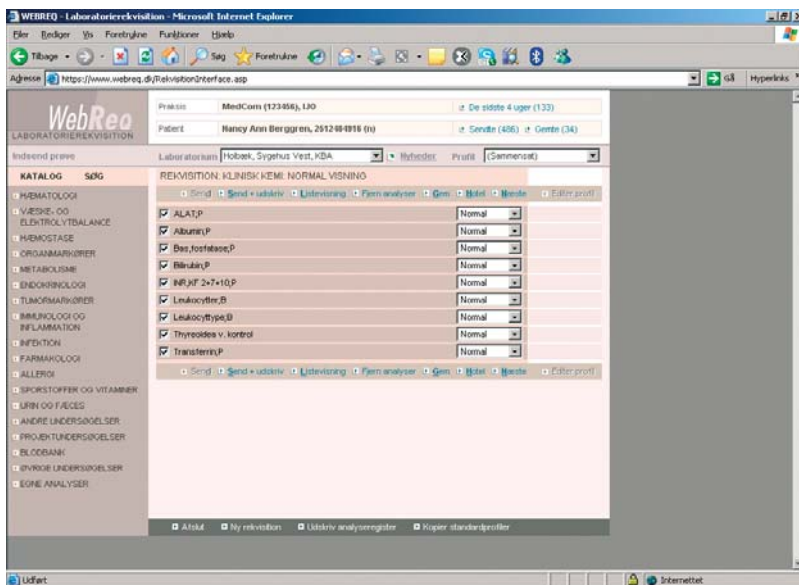 WEBREQ - Laboratorierekvisition - Microsoft Internet Explorer
Filer Rediger Vis Foretrukne Funktioner Hjælp
Tilbage Søg Foretrukne
Adresse https://www.webreq.dk/RekvisitionInterface.asp Gå Hyperlinks
WebReq
LABORATORIEREKVISITION
Praksis MedCom (123456), IJO De sidste 4 uger (133)
Patient Nancy Ann Berggren, 2512484916 (n) Sendte (486) Gemte (34)
Indsend prøve Laboratorium Holbæk, Sygehus Vest, KBA Nyheder Profil (Sammensat)
KATALOG SØG
REKVISITION: KLINISK KEMI: NORMAL VISNING
Send Send + udskriv Listevisning Fjern analyser Gem Hotel Næste Editer profil
HÆMATOLOGI
VÆSKE- OG
ELEKTROLYTBALANCE
HÆMOSTASE
ORGANMARKØRER
METABOLISME
ENDOKRINOLOGI
TUMORMARKØRER
IMMUNOLOGI OG
INFLAMMATION
INFEKTION
FARMAKOLOGI
ALLERGI
SPORSTOFFER OG VITAMINER
URIN OG FÆCES
ANDRE UNDERSØGELSER
PROJEKTUNDERSØGELSER
BLODBANK
ØVRIGE UNDERSØGELSER
EGNE ANALYSER
ALAT;P Normal
Albumin;P Normal
Bas,fosfatase;P Normal
Bilirubin;P Normal
INR,KF 2+7+10;P Normal
Leukocytter;B Normal
Leukocyttype;B Normal
Thyreoidea v. kontrol Normal
Transferrin;P Normal
Send Send + udskriv Listevisning Fjern analyser Gem Hotel Næste Editer profil
Afslut Ny rekvisition Udskriv analyseregister Kopier standardprofiler
Udført Internettet